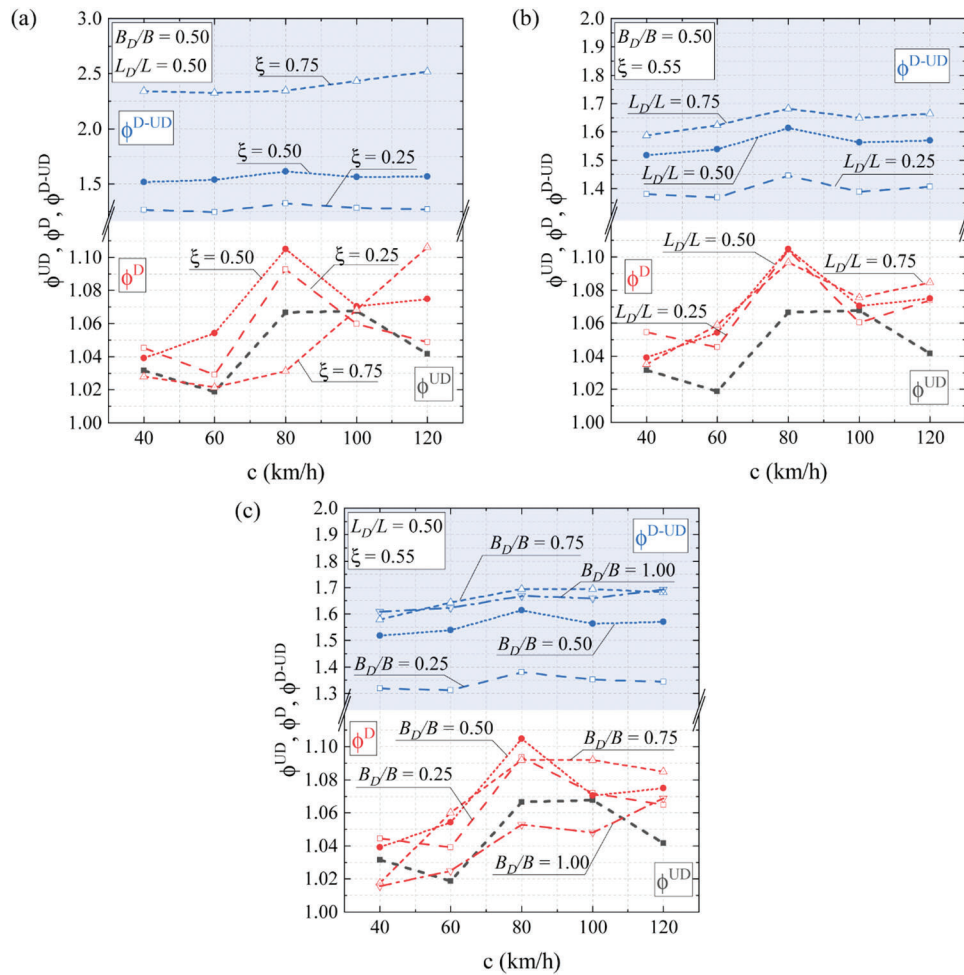 (a)
3.0
2.5
2.0
1.5
1.10
1.08
1.06
1.04
1.02
1.00
ϕ^UD, ϕ^D, ϕ^D-UD
B_D/B = 0.50
L_D/L = 0.50
ξ = 0.75
ϕ^D-UD
ξ = 0.50
ξ = 0.25
ϕ^D
ξ = 0.50
ξ = 0.25
ξ = 0.75
ϕ^UD
40 60 80 100 120
c (km/h)
(b)
2.0
1.9
1.8
1.7
1.6
1.5
1.4
1.10
1.08
1.06
1.04
1.02
1.00
ϕ^UD, ϕ^D, ϕ^D-UD
B_D/B = 0.50
ξ = 0.55
ϕ^D-UD
L_D/L = 0.75
L_D/L = 0.25
L_D/L = 0.50
ϕ^D
L_D/L = 0.50
L_D/L = 0.75
L_D/L = 0.25
ϕ^UD
40 60 80 100 120
c (km/h)
(c)
2.0
1.9
1.8
1.7
1.6
1.5
1.4
1.3
1.10
1.08
1.06
1.04
1.02
1.00
ϕ^UD, ϕ^D, ϕ^D-UD
L_D/L = 0.50
ξ = 0.55
ϕ^D-UD
B_D/B = 0.75
B_D/B = 1.00
B_D/B = 0.50
B_D/B = 0.25
ϕ^D
B_D/B = 0.50
B_D/B = 0.75
B_D/B = 0.25
B_D/B = 1.00
ϕ^UD
40 60 80 100 120
c (km/h)